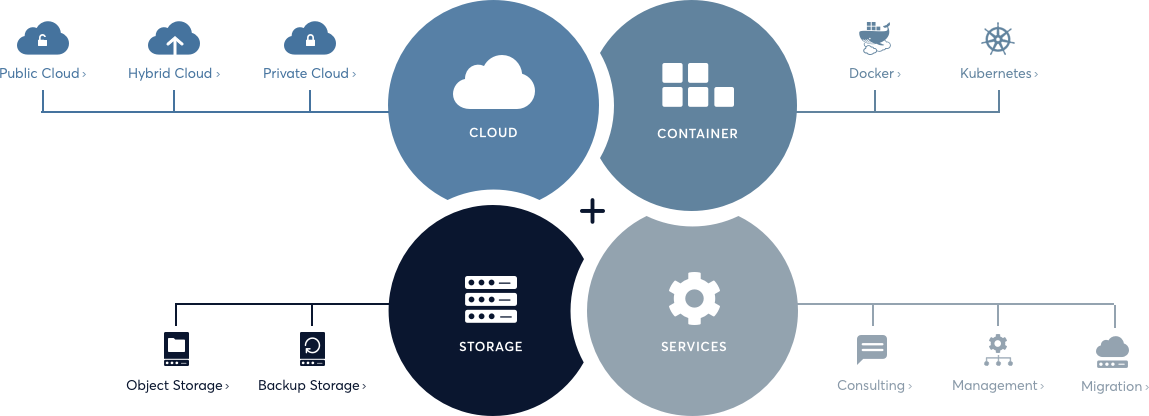 Public Cloud ›
Hybrid Cloud ›
Private Cloud ›
CLOUD
CONTAINER
Docker ›
Kubernetes ›
STORAGE
SERVICES
Object Storage ›
Backup Storage ›
Consulting ›
Management ›
Migration ›